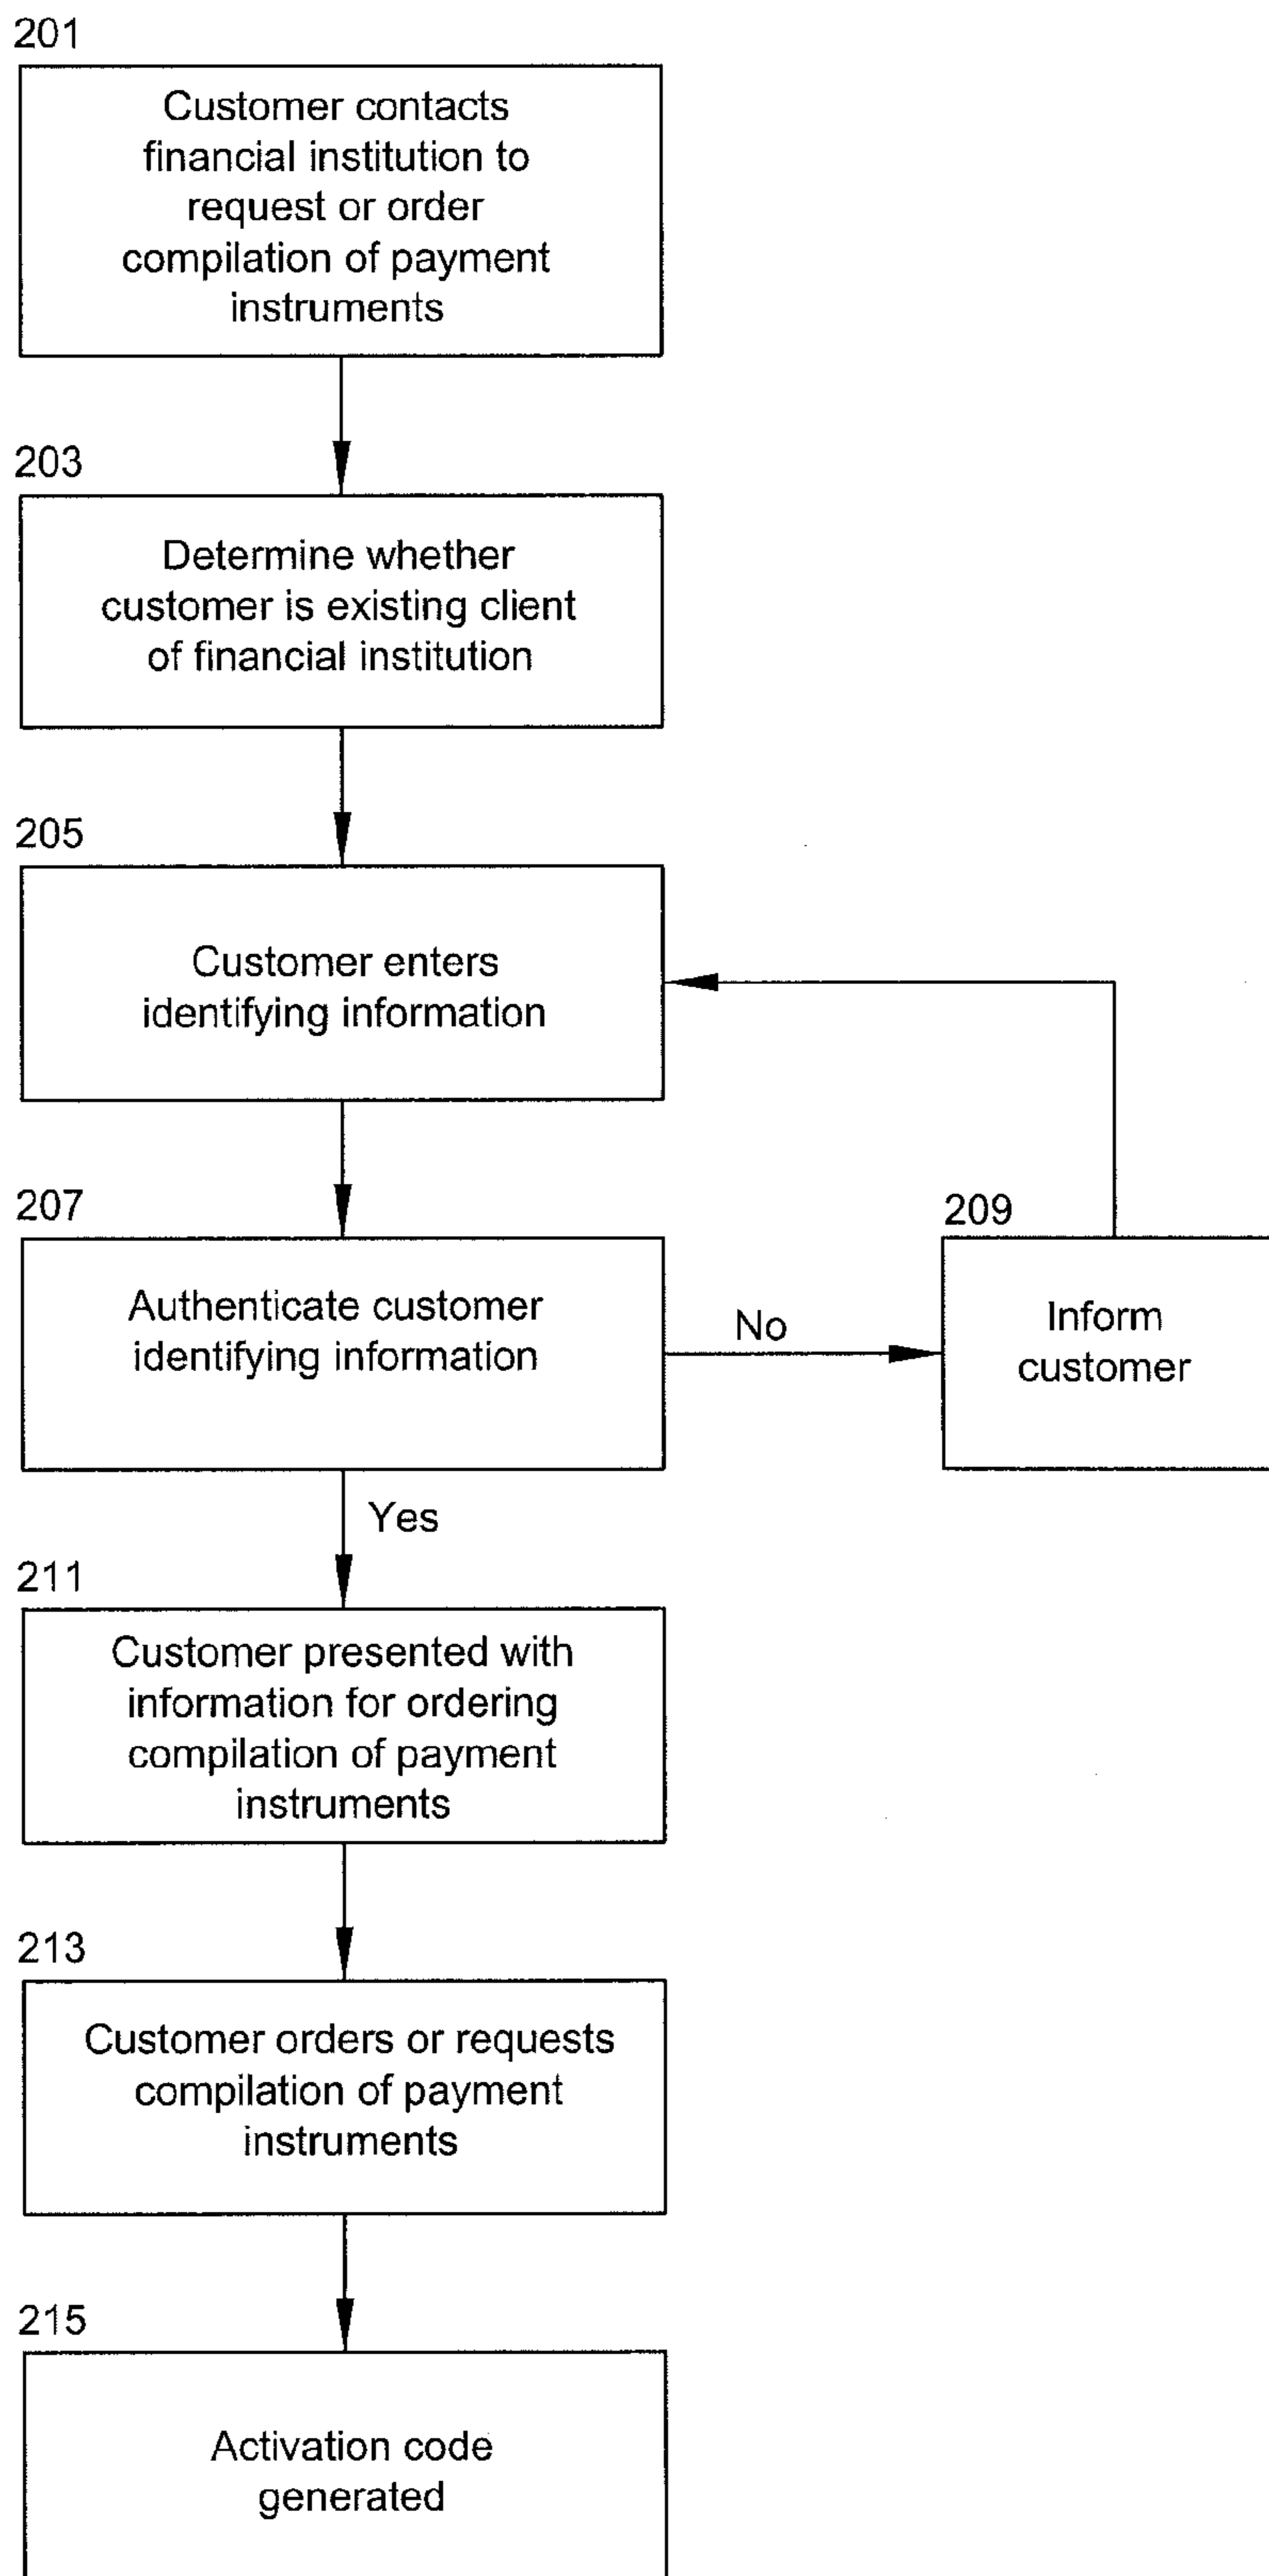 201
Customer contacts
financial institution to
request or order
compilation of payment
instruments
203
Determine whether
customer is existing client
of financial institution
205
Customer enters
identifying information
207
Authenticate customer
identifying information
No
209
Inform
customer
Yes
211
Customer presented with
information for ordering
compilation of payment
instruments
213
Customer orders or requests
compilation of payment
instruments
215
Activation code
generated